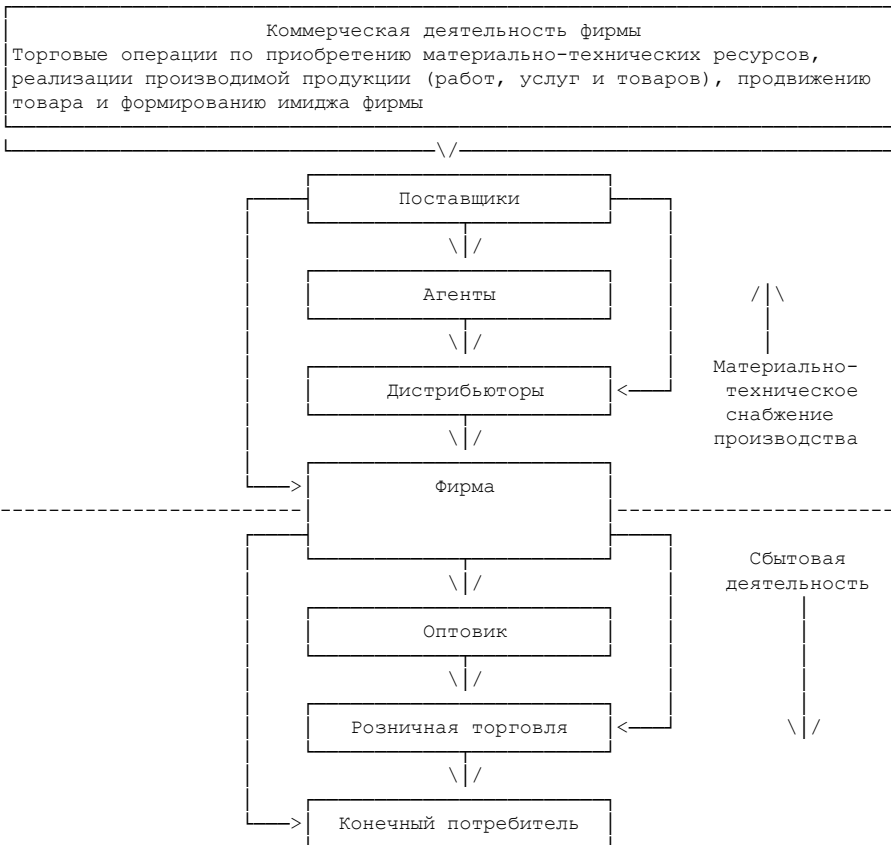 Коммерческая деятельность фирмы
Торговые операции по приобретению материально-технических ресурсов,
реализации производимой продукции (работ, услуг и товаров), продвижению
товара и формированию имиджа фирмы
Поставщики
Агенты
Дистрибьюторы
Материально-
техническое
снабжение
производства
Фирма
Сбытовая
деятельность
Оптовик
Розничная торговля
Конечный потребитель